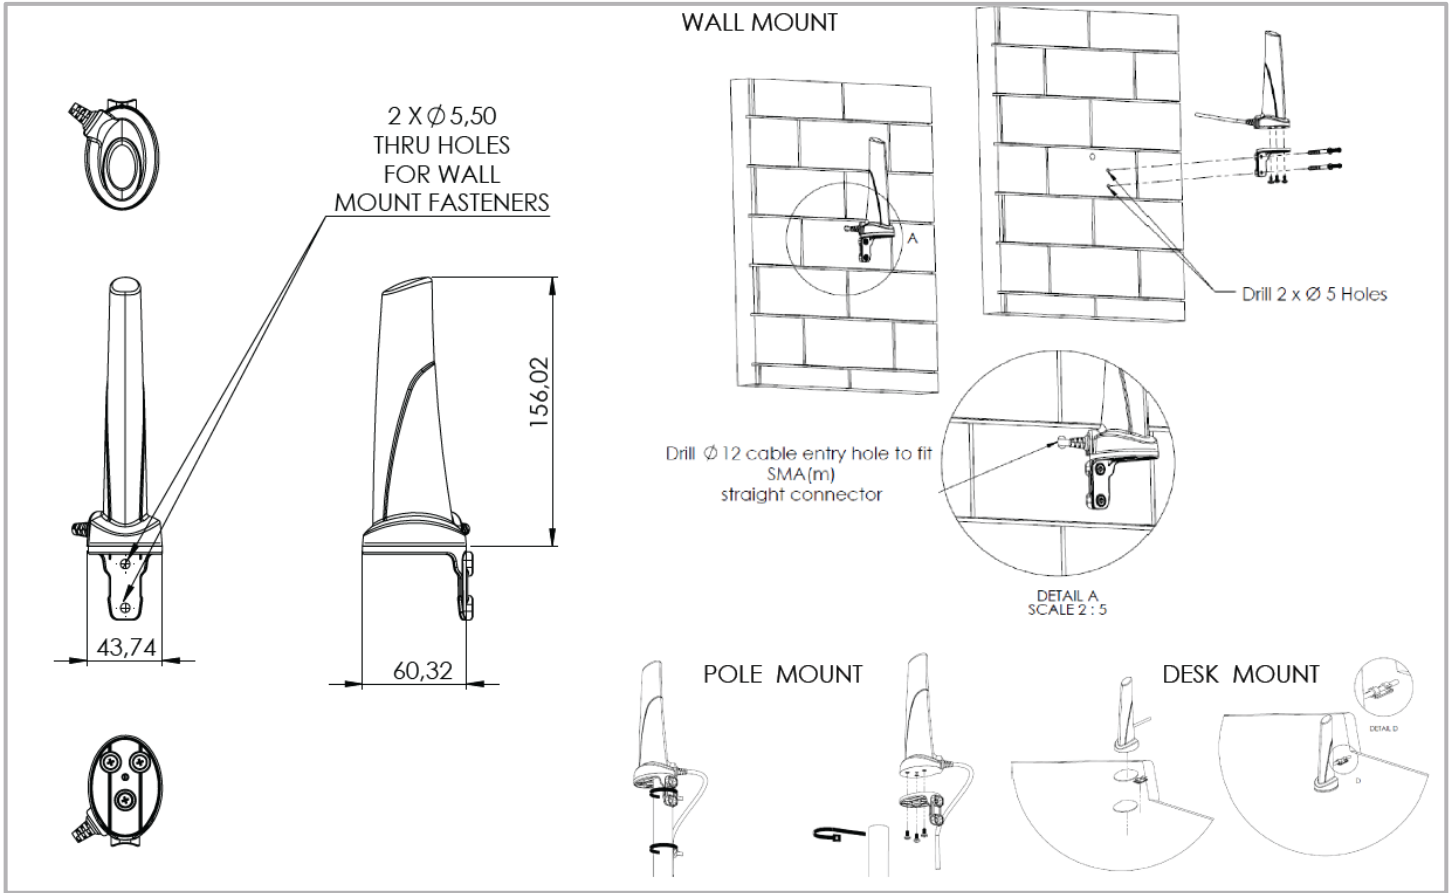 WALL MOUNT
2 X Ø 5,50
THRU HOLES
FOR WALL
MOUNT FASTENERS
156,02
43,74
60,32
A
Drill 2 x Ø 5 Holes
Drill Ø 12 cable entry hole to fit
SMA(m)
straight connector
DETAIL A
SCALE 2 : 5
POLE MOUNT
DESK MOUNT
DETAIL D
D